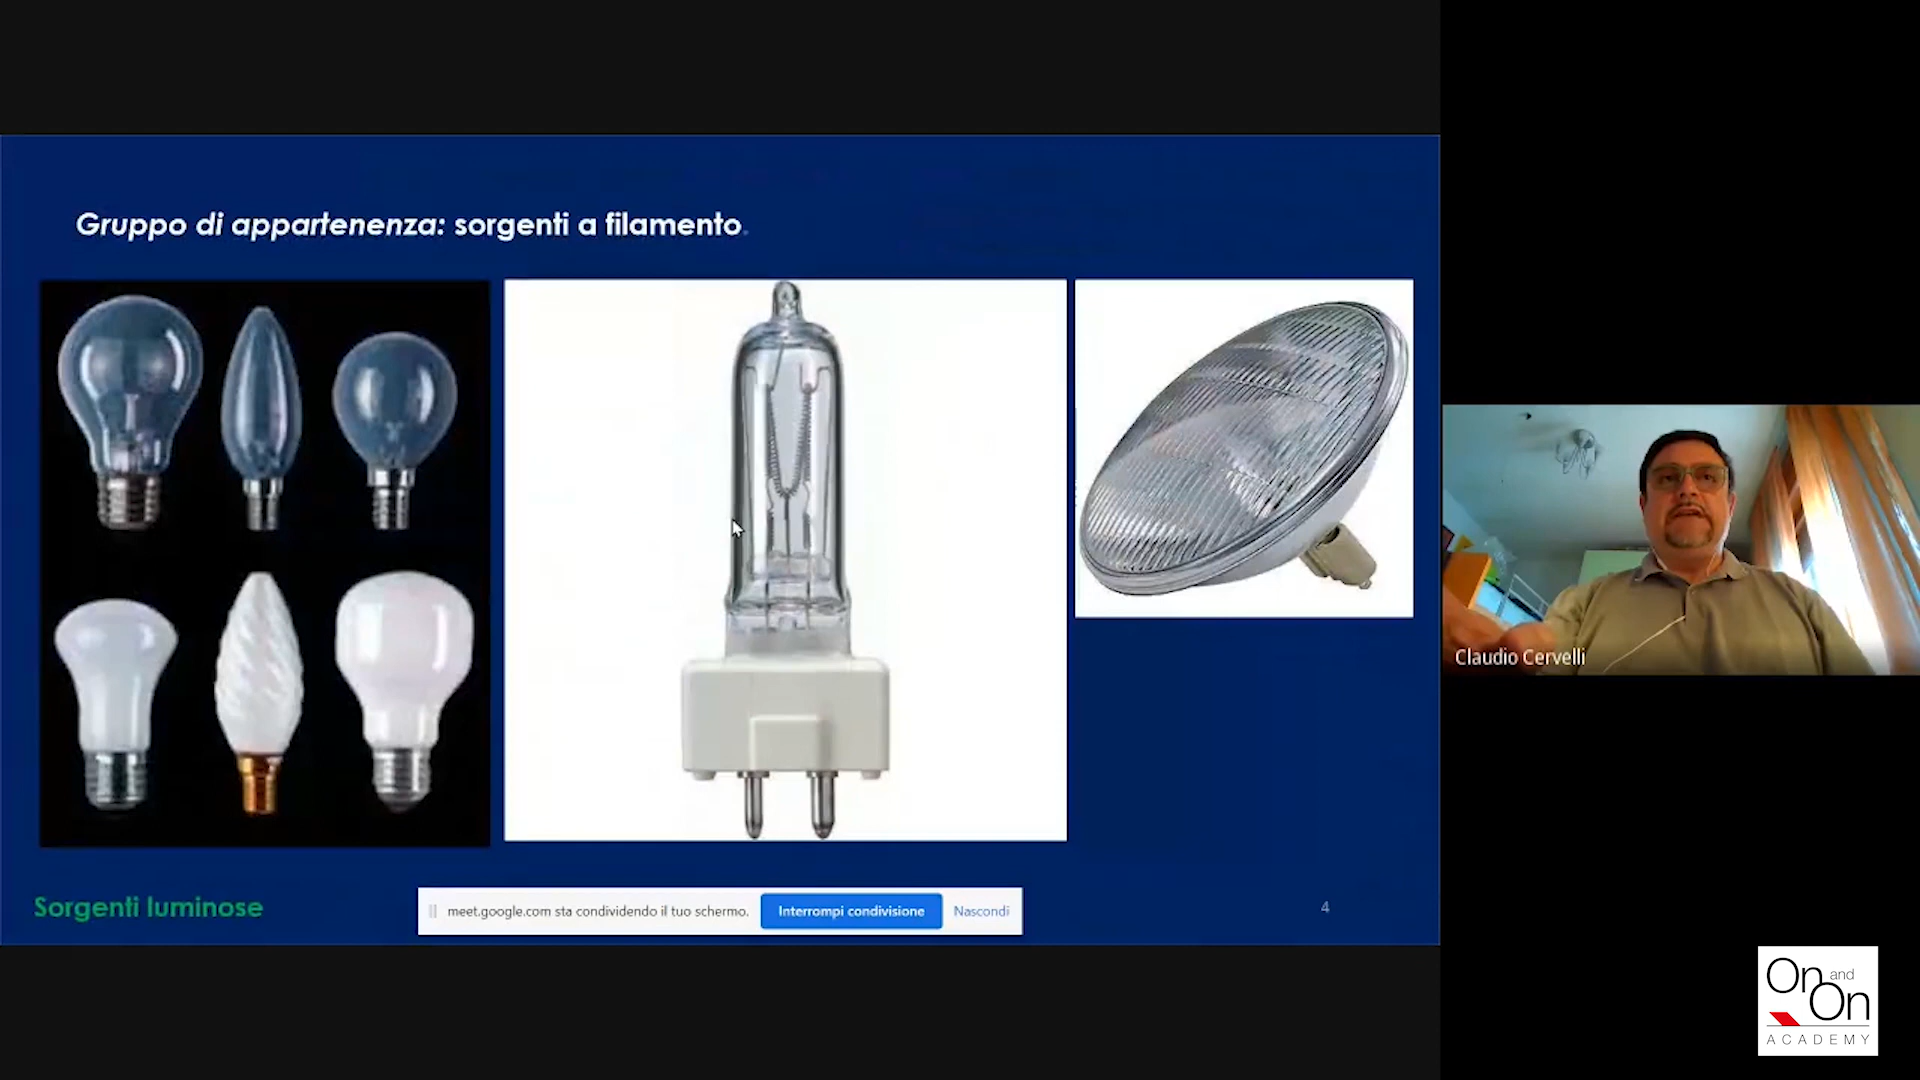 Gruppo di appartenenza: sorgenti a filamento.
Claudio Cervelli
Sorgenti luminose
meet.google.com sta condividendo il tuo schermo.
Interrompi condivisione
Nascondi
4
On and
On
ACADEMY